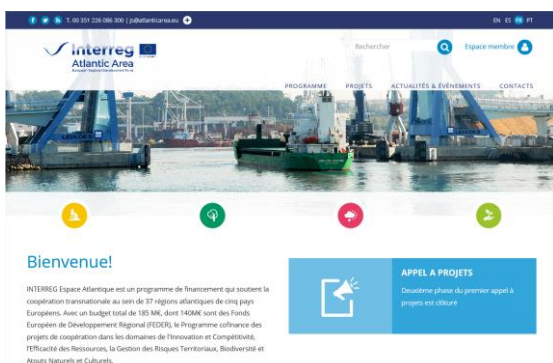 T. 00 351 226 086 300 | js@atlanticarea.eu
EN ES FR PT
Interreg
Atlantic Area
European Regional Development Fund
Rechercher
Espace membre
PROGRAMME PROJETS ACTUALITÉS & ÉVÈNEMENTS CONTACTS
Bienvenue!
INTERREG Espace Atlantique est un programme de financement qui soutient la
coopération transnationale au sein de 37 régions atlantiques de cinq pays
Européens. Avec un budget total de 185 M€, dont 140M€ sont des Fonds
Européen de Développement Régional (FEDER), le Programme cofinance des
projets de coopération dans les domaines de l'Innovation et Compétitivité,
l'Efficacité des Ressources, la Gestion des Risques Territoriaux, Biodiversité et
Atouts Naturels et Culturels.
APPEL A PROJETS
Deuxième phase du premier appel à
projets est clôturé